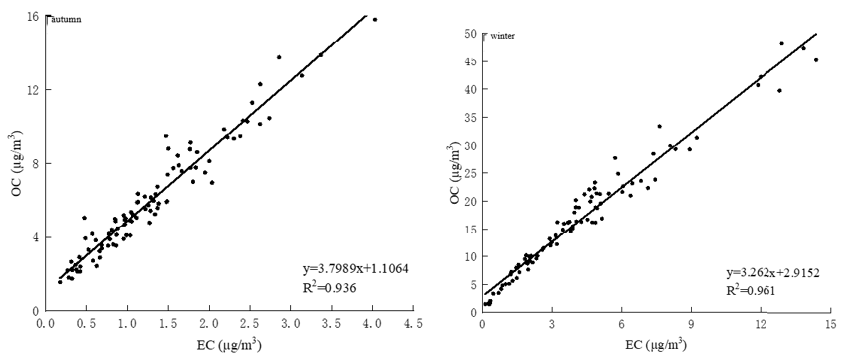 autumn
16
12
8
4
0
OC (µg/m³)
0.0 0.5 1.0 1.5 2.0 2.5 3.0 3.5 4.0 4.5
EC (µg/m³)
y=3.7989x+1.1064
R²=0.936
winter
50
45
40
35
30
25
20
15
10
5
0
OC (µg/m³)
0 3 6 9 12 15
EC (µg/m³)
y=3.262x+2.9152
R²=0.961